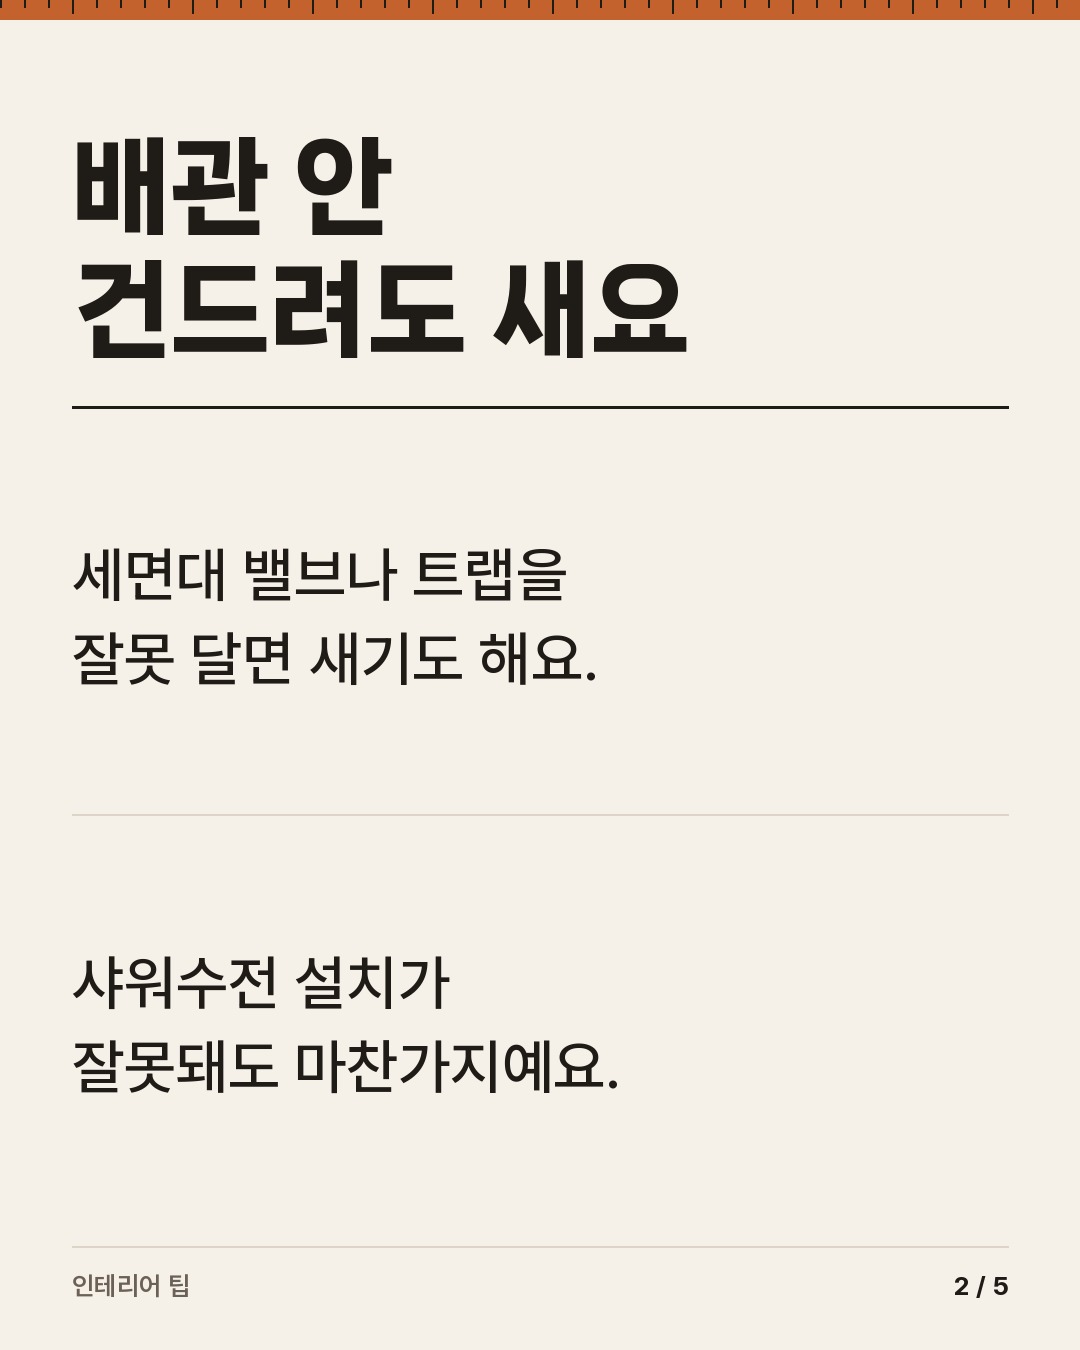 배관 안
건드려도 새요
세면대 밸브나 트랩을
잘못 달면 새기도 해요.
샤워수전 설치가
잘못돼도 마찬가지예요.
인테리어 팁
2 / 5